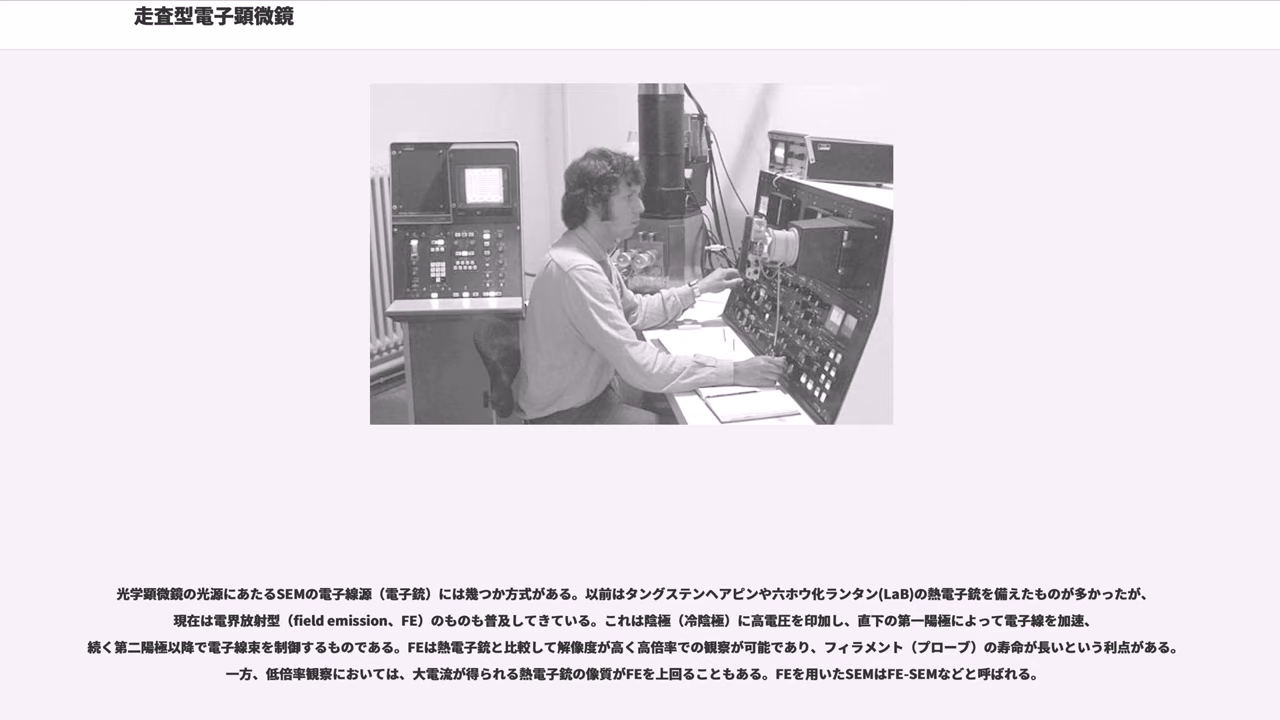 走査型電子顕微鏡
光学顕微鏡の光源にあたるSEMの電子線源（電子銃）には幾つか方式がある。以前はタングステンヘアピンや六ホウ化ランタン(LaB)の熱電子銃を備えたものが多かったが、
現在は電界放射型（field emission、FE）のものも普及してきている。これは陰極（冷陰極）に高電圧を印加し、直下の第一陽極によって電子線を加速、
続く第二陽極以降で電子線束を制御するものである。FEは熱電子銃と比較して解像度が高く高倍率での観察が可能であり、フィラメント（プローブ）の寿命が長いという利点がある。
一方、低倍率観察においては、大電流が得られる熱電子銃の像質がFEを上回ることもある。FEを用いたSEMはFE-SEMなどと呼ばれる。